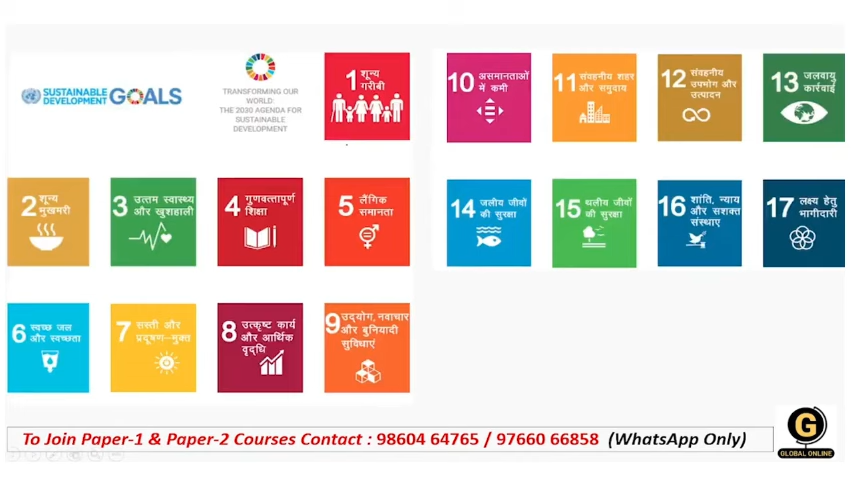 SUSTAINABLE
DEVELOPMENT
GOALS
TRANSFORMING OUR
WORLD:
THE 2030 AGENDA FOR
SUSTAINABLE
DEVELOPMENT
1 शून्य
गरीबी
2 शून्य
भुखमरी
3 उत्तम स्वास्थ्य
और खुशहाली
4 गुणवत्तापूर्ण
शिक्षा
5 लैंगिक
समानता
6 स्वच्छ जल
और स्वच्छता
7 सस्ती और
प्रदूषण-मुक्त
8 उत्कृष्ट कार्य
और आर्थिक
वृद्धि
9 उद्योग, नवाचार
और बुनियादी
सुविधाएं
10 असमानताओं
में कमी
11 संवहनीय शहर
और समुदाय
12 संवहनीय
उपभोग और
उत्पादन
13 जलवायु
कार्रवाई
14 जलीय जीवों
की सुरक्षा
15 थलीय जीवों
की सुरक्षा
16 शांति, न्याय
और सशक्त
संस्थाए
17 लक्ष्य हेतु
भागीदारी
To Join Paper-1 & Paper-2 Courses Contact : 98604 64765 / 97660 66858 (WhatsApp Only)
G
GLOBAL ONLINE